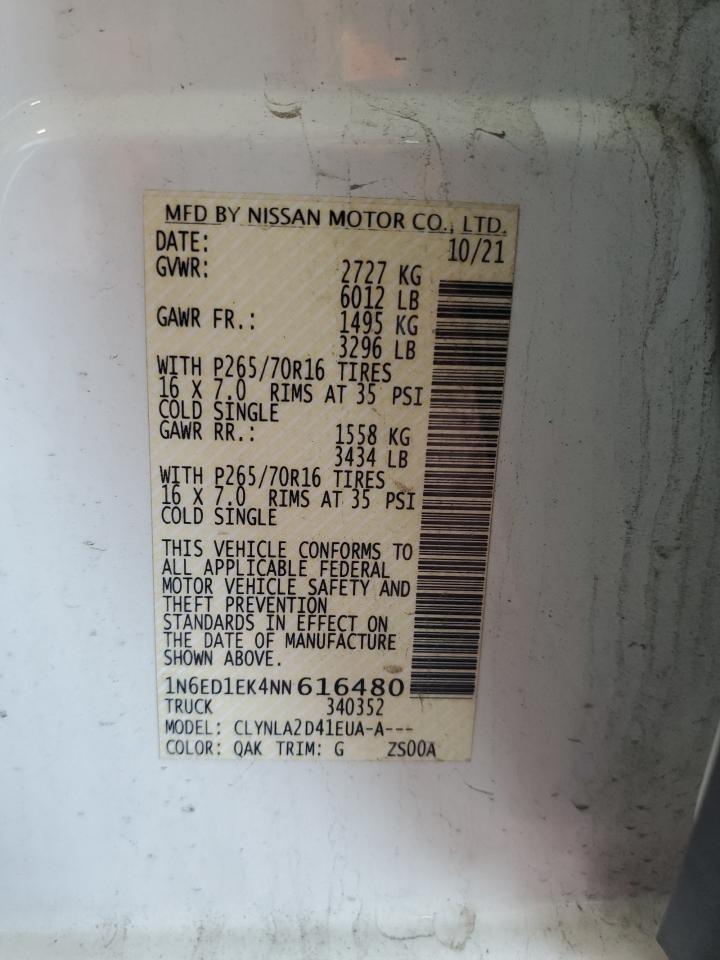 MFD BY NISSAN MOTOR CO., LTD.
DATE: 10/21
GVWR: 2727 KG
6012 LB
GAWR FR.: 1495 KG
3296 LB
WITH P265/70R16 TIRES
16 X 7.0 RIMS AT 35 PSI
COLD SINGLE
GAWR RR.: 1558 KG
3434 LB
WITH P265/70R16 TIRES
16 X 7.0 RIMS AT 35 PSI
COLD SINGLE
THIS VEHICLE CONFORMS TO
ALL APPLICABLE FEDERAL
MOTOR VEHICLE SAFETY AND
THEFT PREVENTION
STANDARDS IN EFFECT ON
THE DATE OF MANUFACTURE
SHOWN ABOVE.
1N6ED1EK4NN616480
TRUCK 340352
MODEL: CLYNLA2D41EUA-A---
COLOR: QAK TRIM: G ZS00A